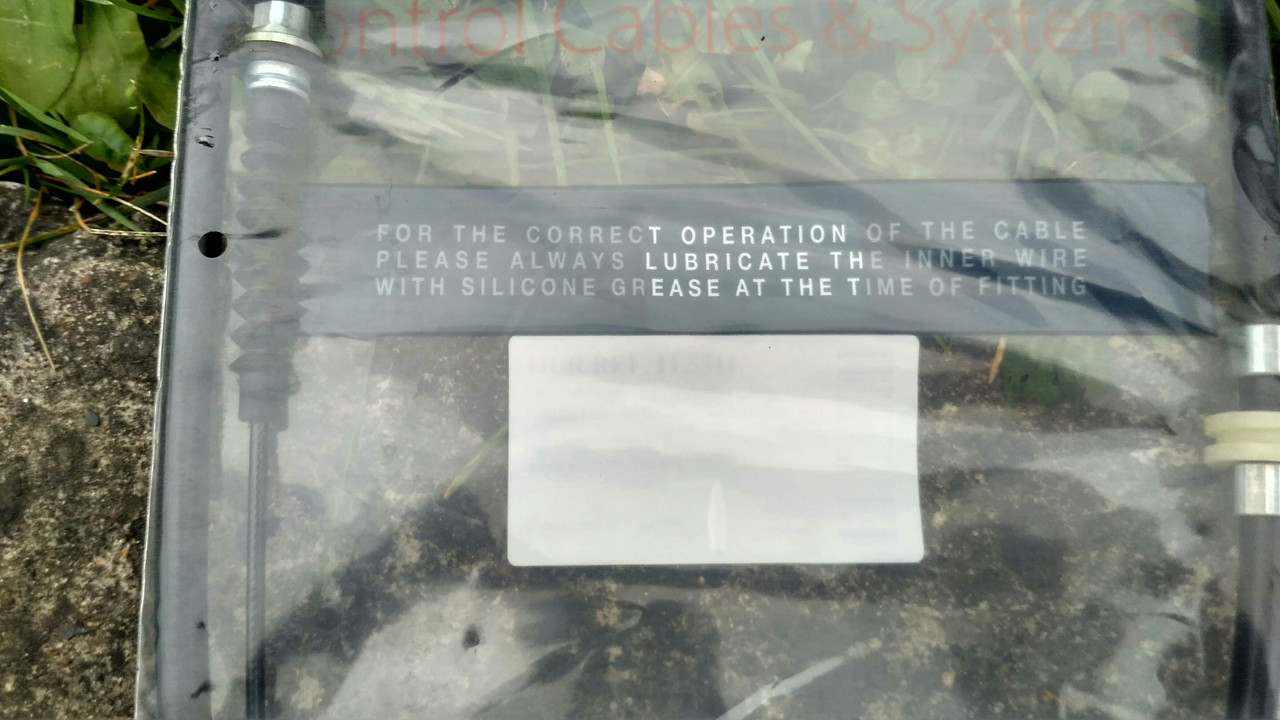 ontrol Cables & Systems
FOR THE CORRECT OPERATION OF THE CABLE
PLEASE ALWAYS LUBRICATE THE INNER WIRE
WITH SILICONE GREASE AT THE TIME OF FITTING